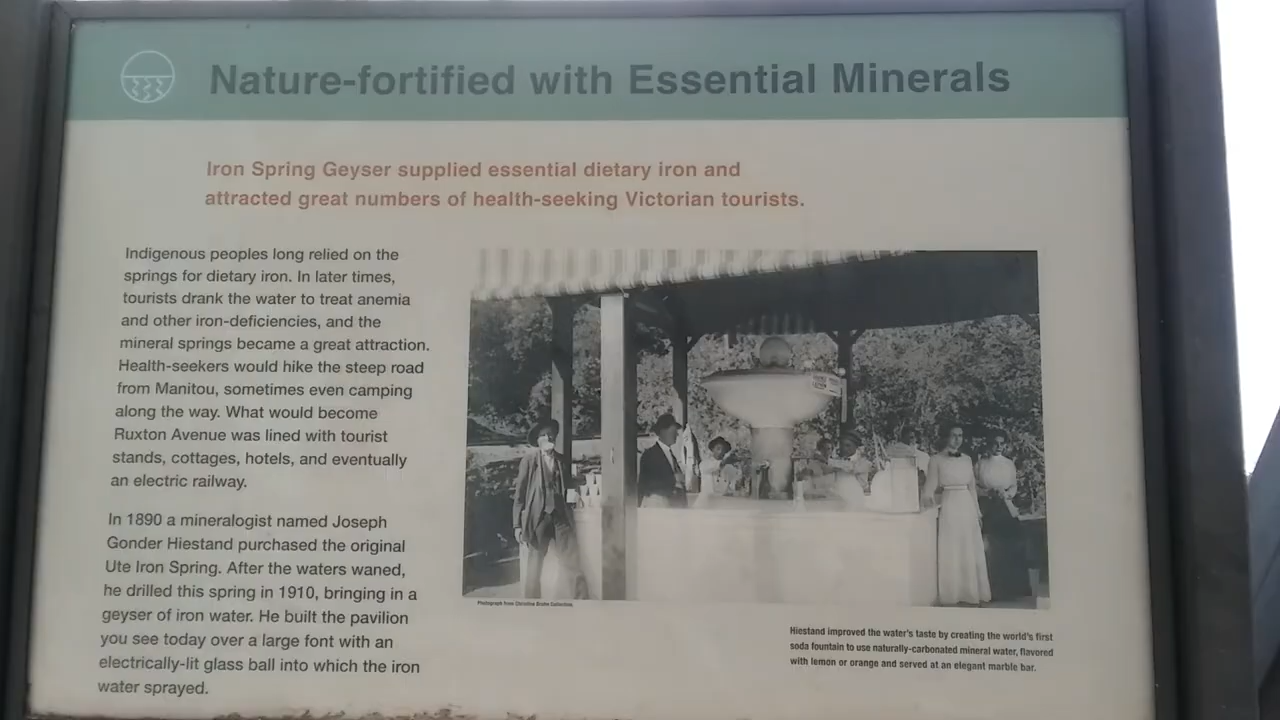 Nature-fortified with Essential Minerals
Iron Spring Geyser supplied essential dietary iron and
attracted great numbers of health-seeking Victorian tourists.
Indigenous peoples long relied on the
springs for dietary iron. In later times,
tourists drank the water to treat anemia
and other iron-deficiencies, and the
mineral springs became a great attraction.
Health-seekers would hike the steep road
from Manitou, sometimes even camping
along the way. What would become
Ruxton Avenue was lined with tourist
stands, cottages, hotels, and eventually
an electric railway.
In 1890 a mineralogist named Joseph
Gonder Hiestand purchased the original
Ute Iron Spring. After the waters waned,
he drilled this spring in 1910, bringing in a
geyser of iron water. He built the pavilion
you see today over a large font with an
electrically-lit glass ball into which the iron
water sprayed.
Photograph from Christine Collection.
Hiestand improved the water's taste by creating the world's first
soda fountain to use naturally-carbonated mineral water, flavored
with lemon or orange and served at an elegant marble bar.